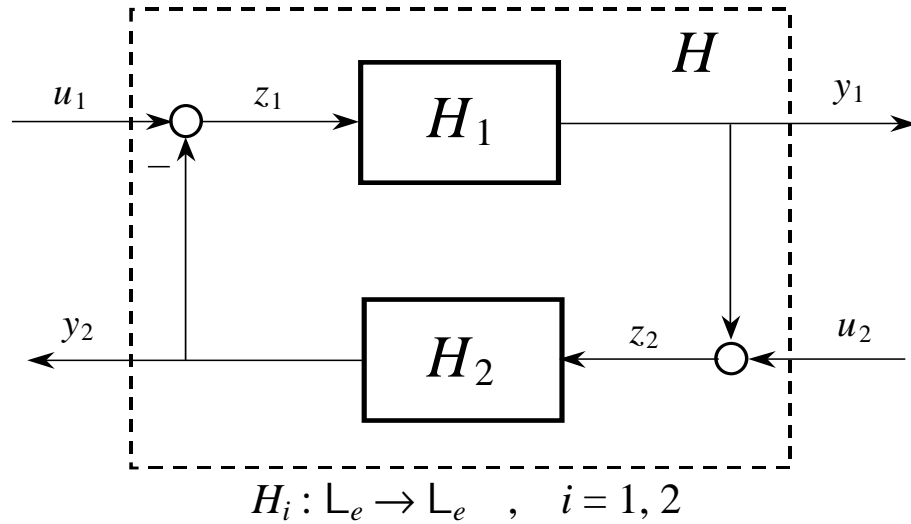 H
u₁ z₁ H₁ y₁
−
y₂ H₂ z₂ u₂
Hᵢ : Lₑ → Lₑ , i = 1, 2